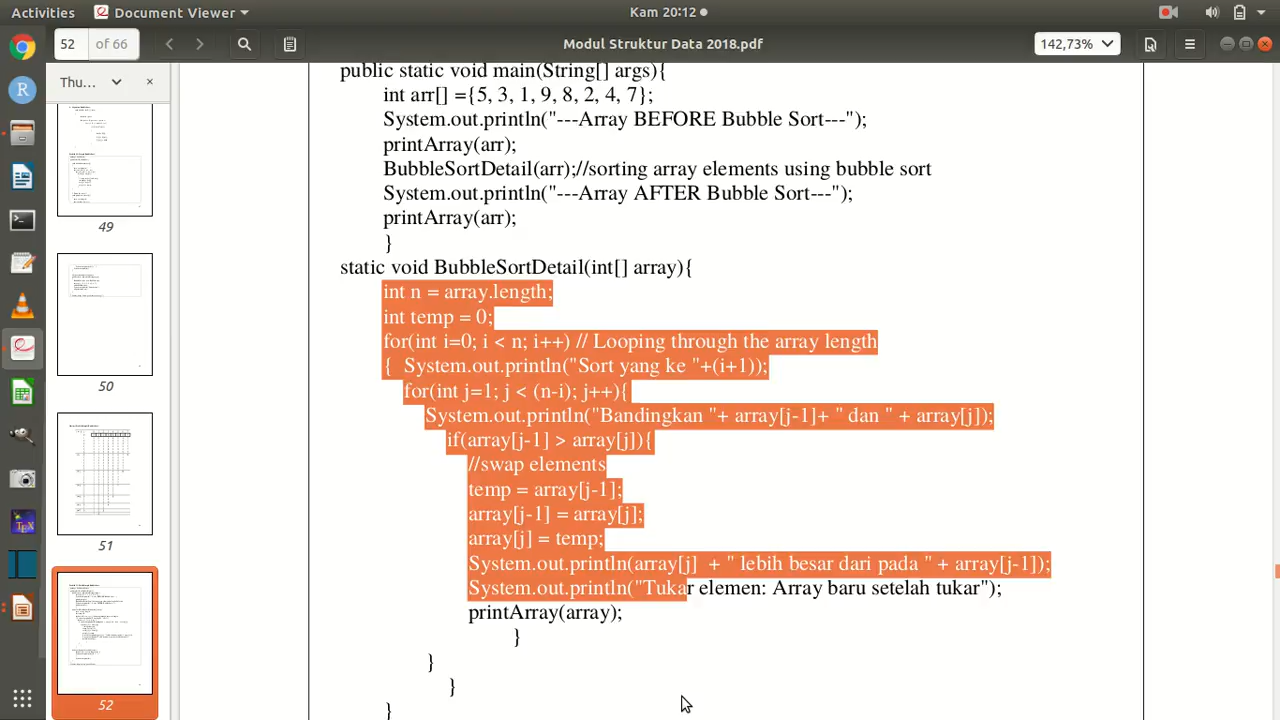 Activities Document Viewer Kam 20:12
52 of 66 Modul Struktur Data 2018.pdf 142,73%
Thu...
49
50
51
52
public static void main(String[] args){
int arr[] ={5, 3, 1, 9, 8, 2, 4, 7};
System.out.println("---Array BEFORE Bubble Sort---");
printArray(arr);
BubbleSortDetail(arr);//sorting array elements using bubble sort
System.out.println("---Array AFTER Bubble Sort---");
printArray(arr);
}
static void BubbleSortDetail(int[] array){
int n = array.length;
int temp = 0;
for(int i=0; i < n; i++) // Looping through the array length
{ System.out.println("Sort yang ke "+(i+1));
for(int j=1; j < (n-i); j++){
System.out.println("Bandingkan "+ array[j-1]+ " dan " + array[j]);
if(array[j-1] > array[j]){
//swap elements
temp = array[j-1];
array[j-1] = array[j];
array[j] = temp;
System.out.println(array[j] + " lebih besar dari pada " + array[j-1]);
System.out.println("Tukar elemen: Array baru setelah tukar");
printArray(array);
}
}
}
}